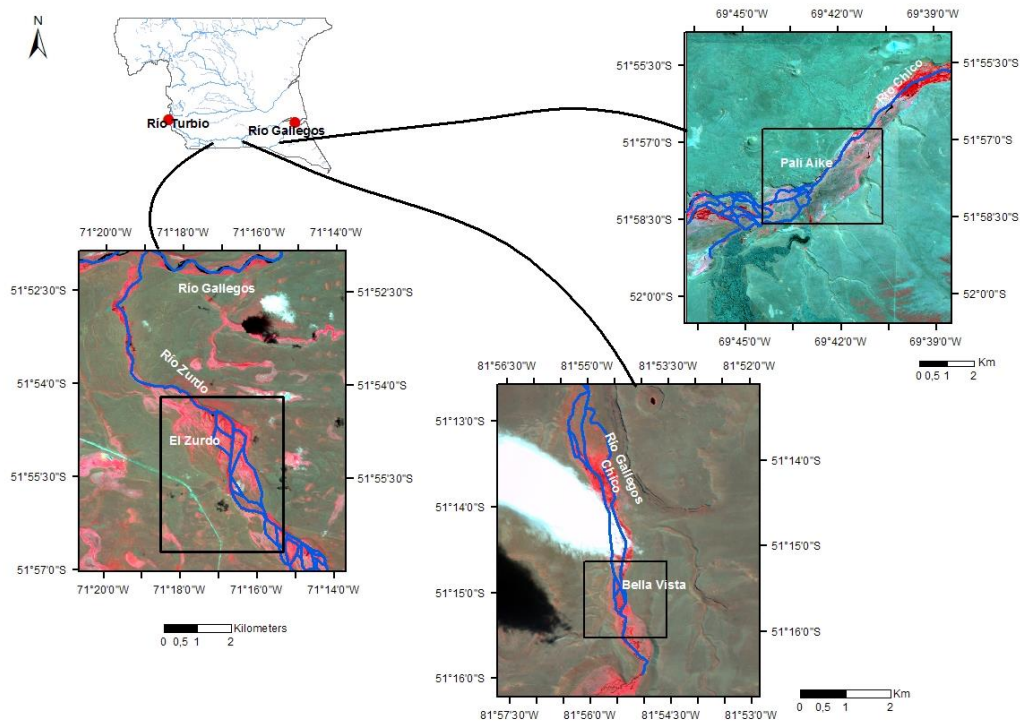 N
Río Turbio
Río Gallegos
69°45'0"W 69°42'0"W 69°39'0"W
51°55'30"S
51°57'0"S
51°58'30"S
51°55'30"S
51°57'0"S
51°58'30"S
52°0'0"S
Río Chico
Pali Aike
69°45'0"W 69°42'0"W 69°39'0"W
Km
0 0,5 1 2
71°20'0"W 71°18'0"W 71°16'0"W 71°14'0"W
51°52'30"S
51°54'0"S
51°55'30"S
51°57'0"S
51°52'30"S
51°54'0"S
51°55'30"S
Río Gallegos
Río Zurdo
El Zurdo
71°20'0"W 71°18'0"W 71°16'0"W 71°14'0"W
Kilometers
0 0,5 1 2
81°56'30"W 81°55'0"W 81°53'30"W 81°52'0"W
51°13'0"S
51°14'0"S
51°15'0"S
51°16'0"S
51°14'0"S
51°15'0"S
51°16'0"S
Río Gallegos
Chico
Bella Vista
81°57'30"W 81°56'0"W 81°54'30"W 81°53'0"W
Km
0 0,5 1 2